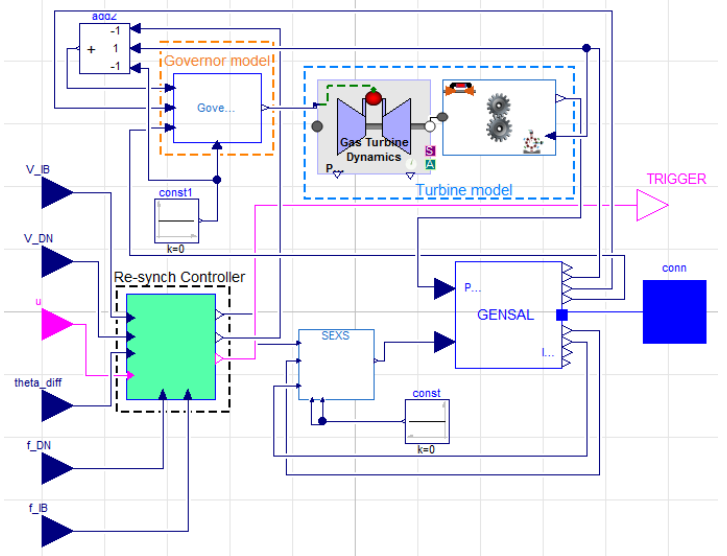 add2
-1
+
1
-1
Governor model
Gove...
Gas Turbine
Dynamics
P...
S
A
Turbine model
TRIGGER
V_IB
const1
k=0
V_DN
Re-synch Controller
conn
P...
GENSAL
I...
u
SEXS
theta_diff
const
k=0
f_DN
f_IB